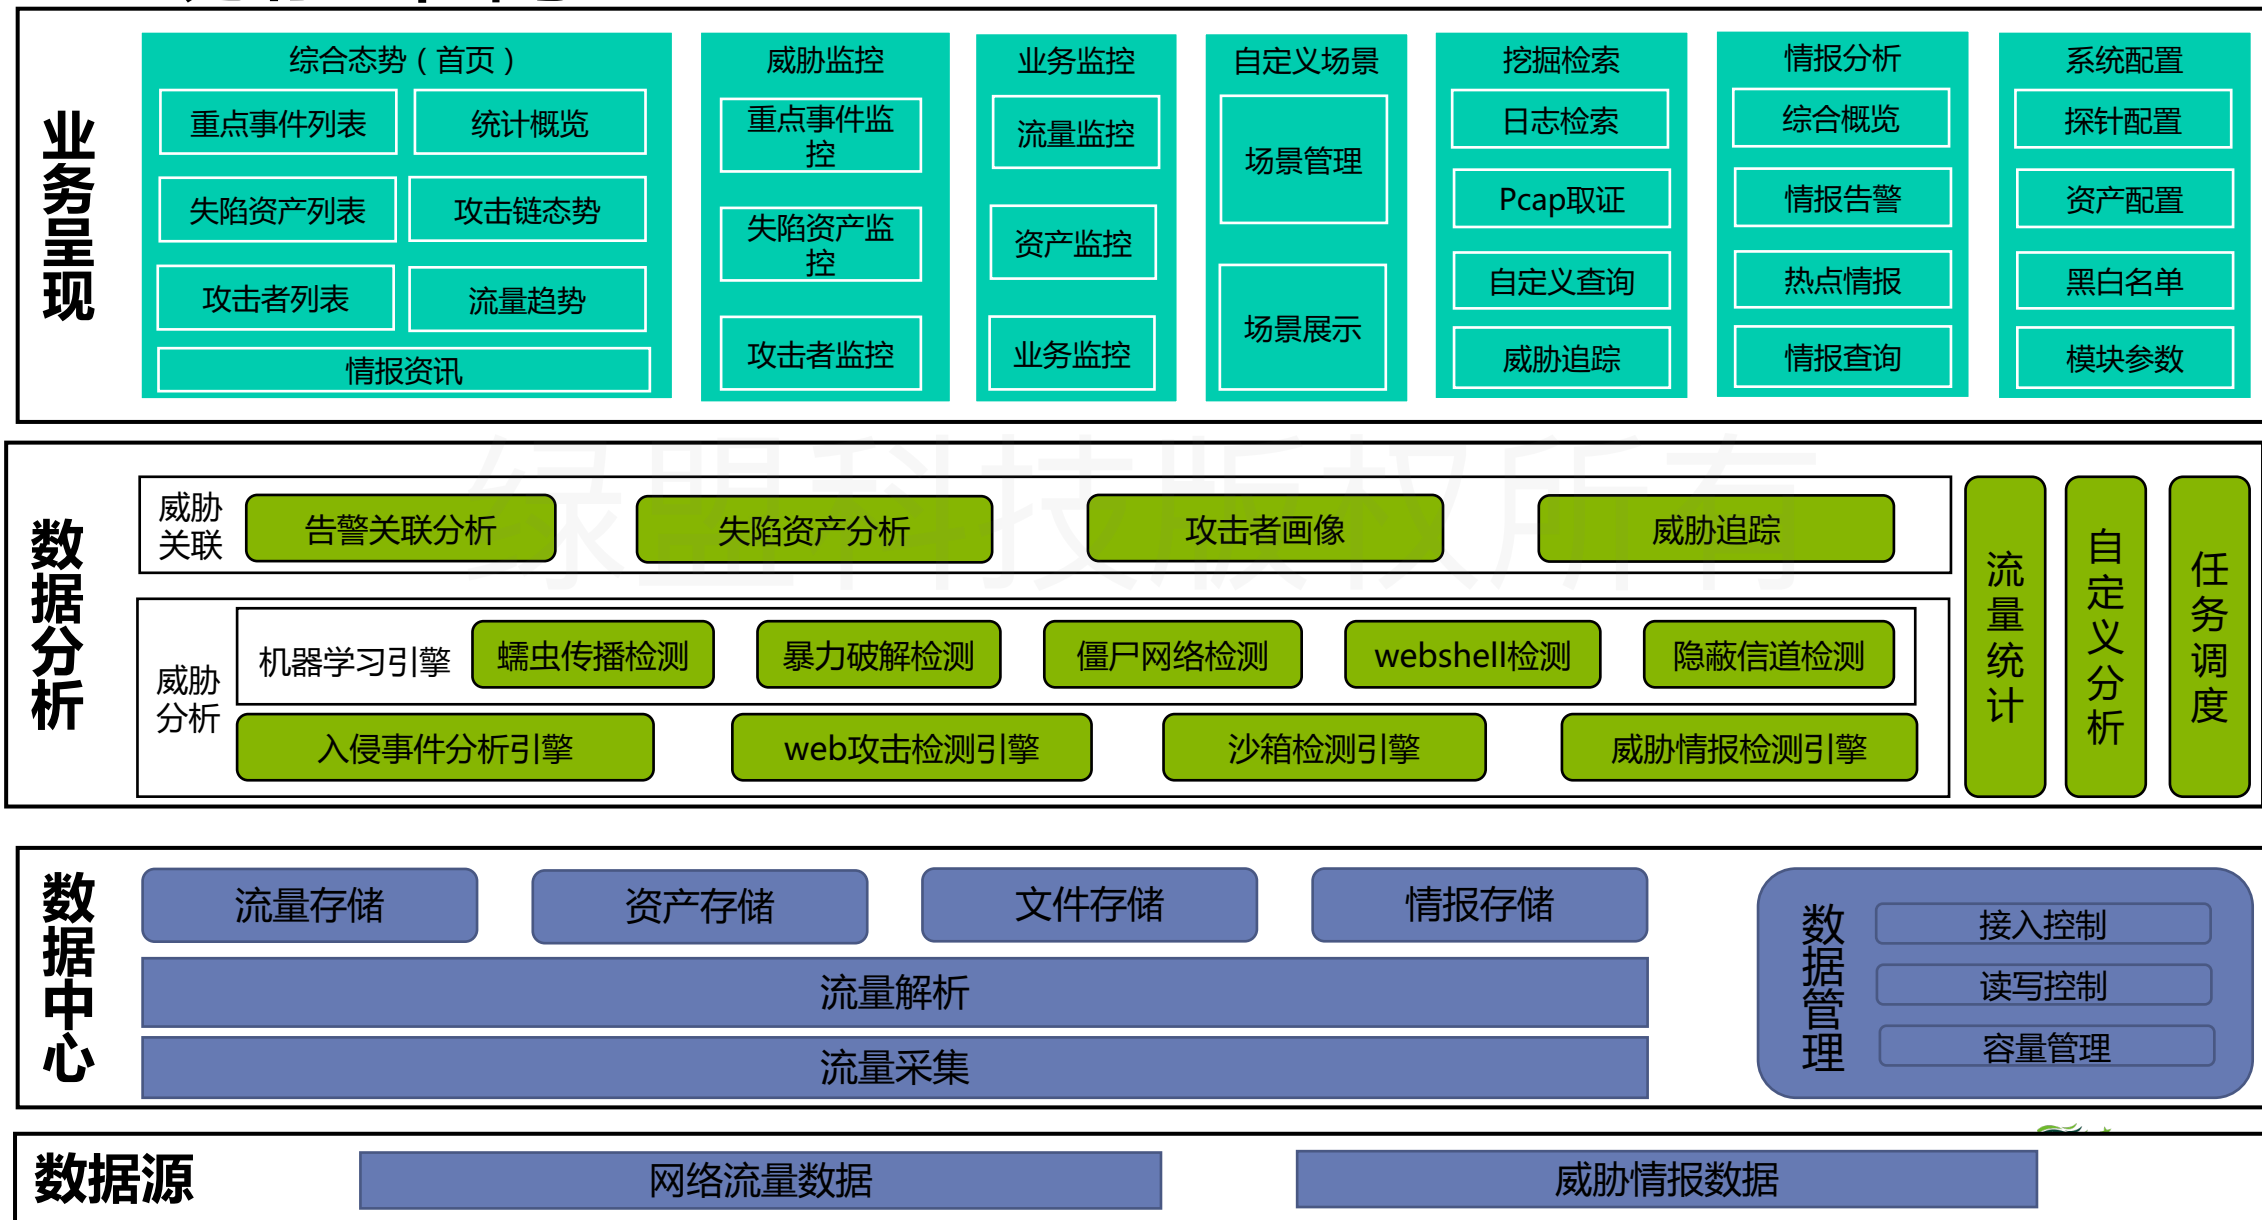 业务呈现
综合态势（首页）
重点事件列表
统计概览
失陷资产列表
攻击链态势
攻击者列表
流量趋势
情报资讯
威胁监控
重点事件监
控
失陷资产监
控
攻击者监控
业务监控
流量监控
资产监控
业务监控
自定义场景
场景管理
场景展示
挖掘检索
日志检索
Pcap取证
自定义查询
威胁追踪
情报分析
综合概览
情报告警
热点情报
情报查询
系统配置
探针配置
资产配置
黑白名单
模块参数
绿盟科技版权所有
数据分析
威胁
关联
告警关联分析
失陷资产分析
攻击者画像
威胁追踪
威胁
分析
机器学习引擎
蠕虫传播检测
暴力破解检测
僵尸网络检测
webshell检测
隐蔽信道检测
入侵事件分析引擎
web攻击检测引擎
沙箱检测引擎
威胁情报检测引擎
流量统计
自定义分析
任务调度
数据中心
流量存储
资产存储
文件存储
情报存储
流量解析
流量采集
数据管理
接入控制
读写控制
容量管理
数据源
网络流量数据
威胁情报数据